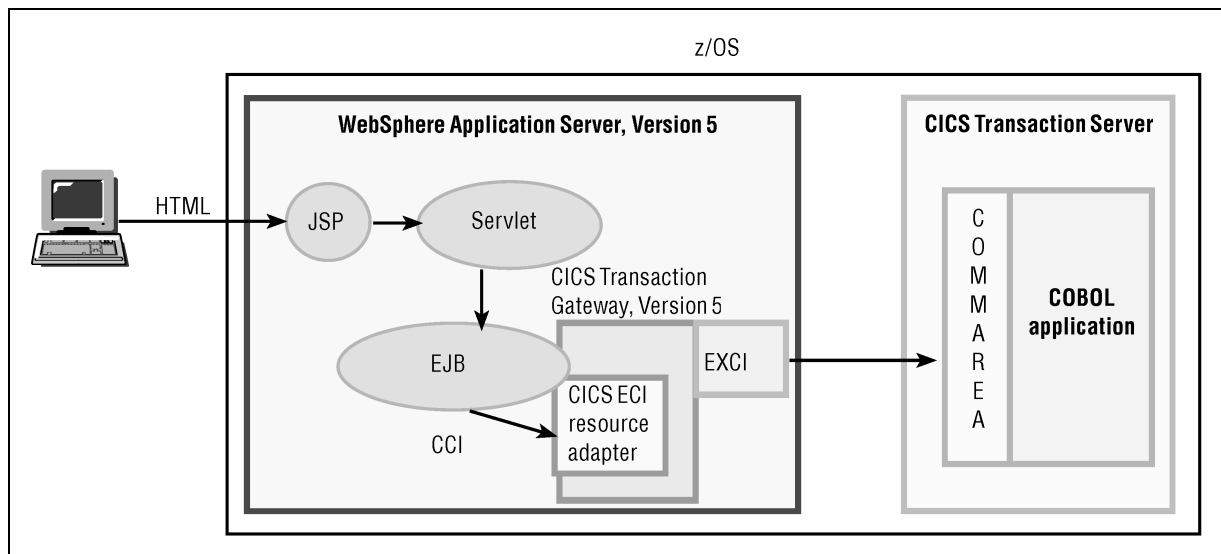 z/OS
WebSphere Application Server, Version 5
CICS Transaction Server
HTML
JSP
Servlet
CICS Transaction
Gateway, Version 5
EJB
EXCI
CICS ECI
resource
adapter
CCI
C
O
M
M
A
R
E
A
COBOL
application